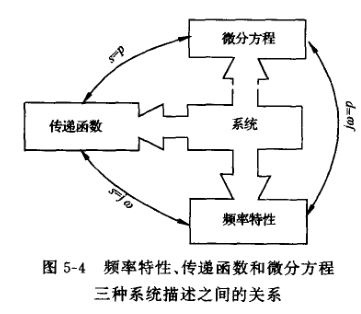 微分方程
s=p
传递函数
系统
jω=p
s=jω
频率特性
图 5-4 频率特性、传递函数和微分方程
三种系统描述之间的关系